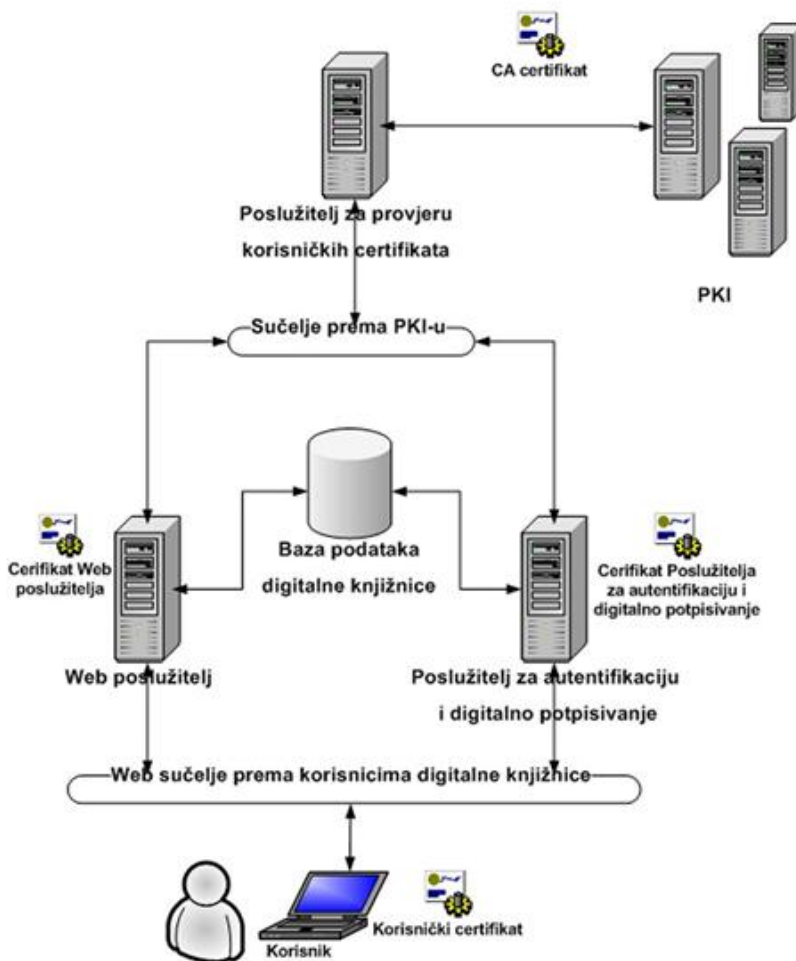 CA certifikat
Poslužitelj za provjeru
korisničkih certifikata
PKI
Sučelje prema PKI-u
Baza podataka
digitalne knjižnice
Cerifikat Web
poslužitelja
Cerifikat Poslužitelja
za autentifikaciju i
digitalno potpisivanje
Web poslužitelj
Poslužitelj za autentifikaciju
i digitalno potpisivanje
Web sučelje prema korisnicima digitalne knjižnice
Korisnik
Korisnički certifikat